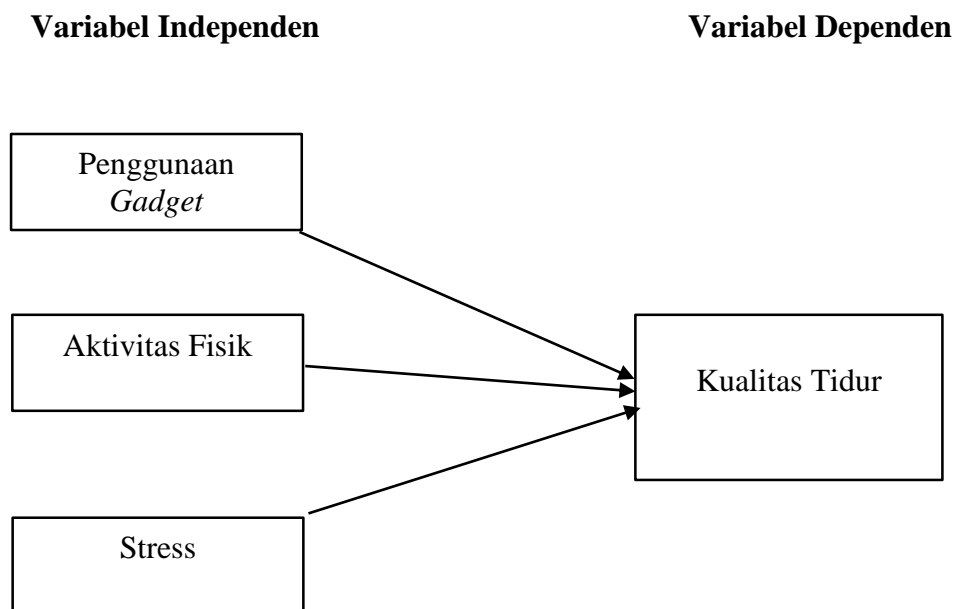 Variabel Independen
Variabel Dependen
Penggunaan
Gadget
Aktivitas Fisik
Kualitas Tidur
Stress